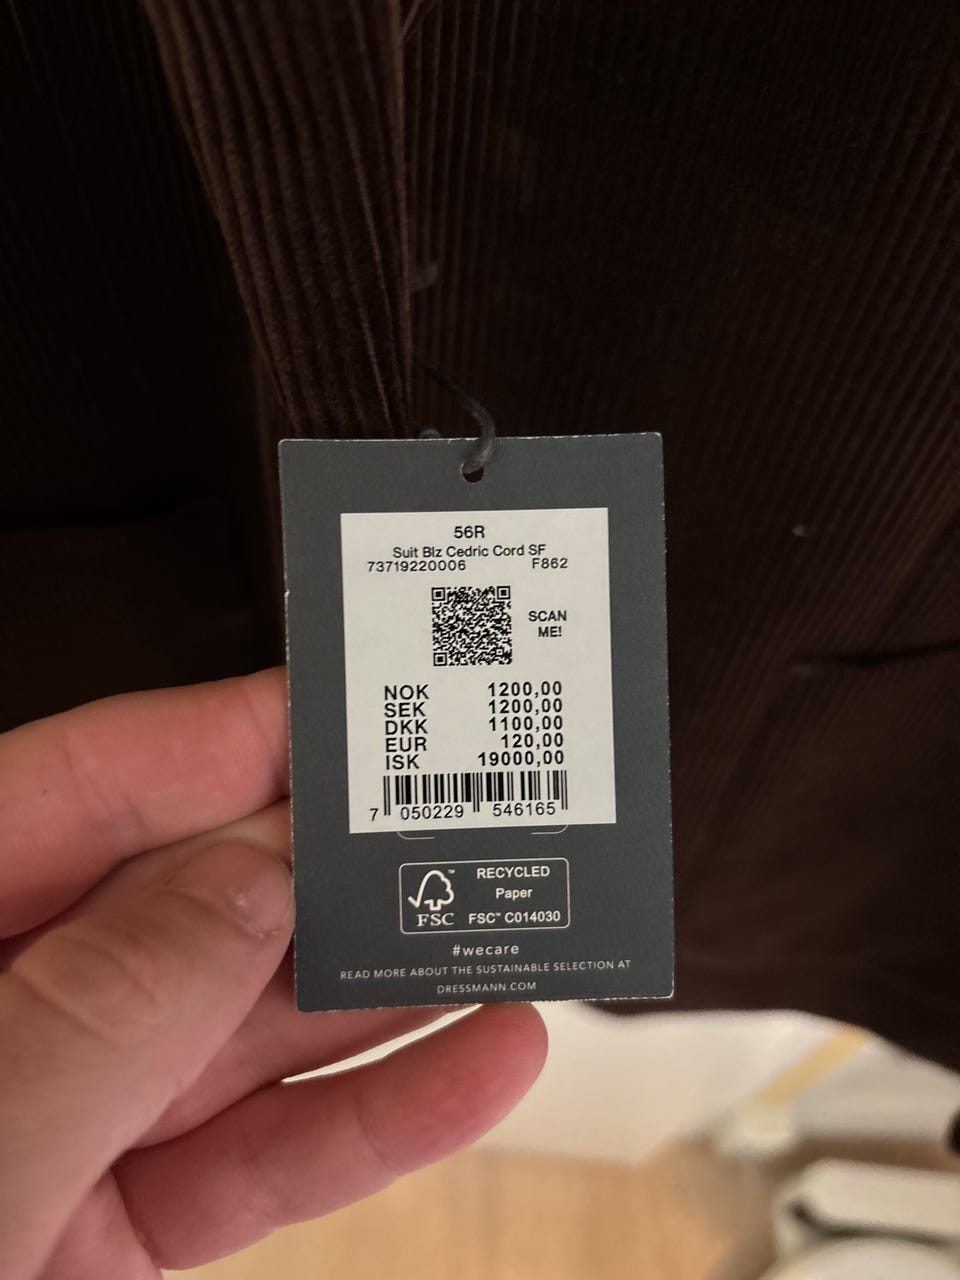 56R
Suit Blz Cedric Cord SF
73719220006 F862
SCAN
ME!
NOK 1200,00
SEK 1200,00
DKK 1100,00
EUR 120,00
ISK 19000,00
7 050229 546165
RECYCLED
Paper
FSC™ FSC™ C014030
#wecare
READ MORE ABOUT THE SUSTAINABLE SELECTION AT
DRESSMANN.COM